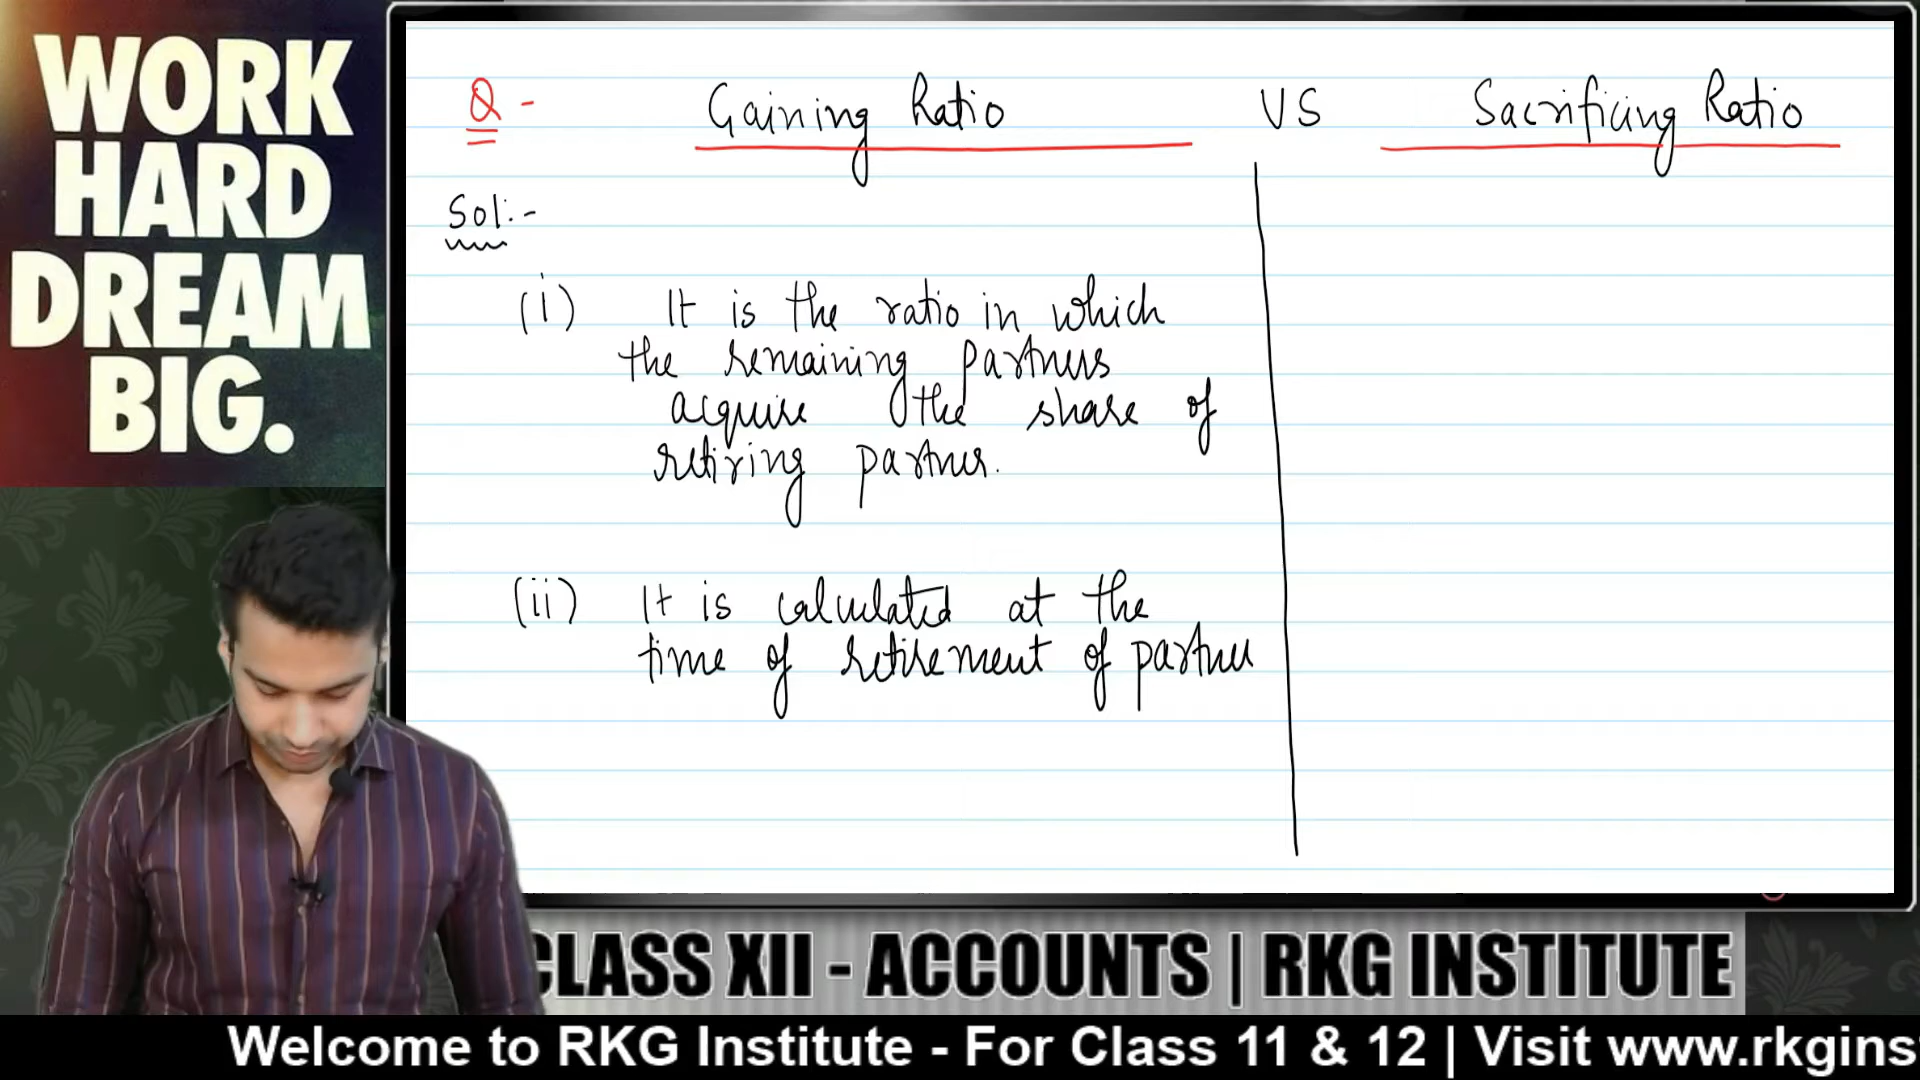 WORK
HARD
DREAM
BIG.
Q - Gaining Ratio VS Sacrificing Ratio
Sol:-
(i) It is the ratio in which
the remaining partners
acquire the share of
retiring partner.
(ii) It is calculated at the
time of retirement of partner
CLASS XII - ACCOUNTS | RKG INSTITUTE
Welcome to RKG Institute - For Class 11 & 12 | Visit www.rkgins